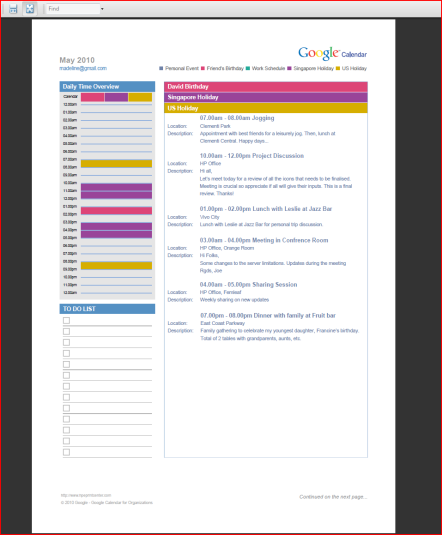 Find
Google Calendar
May 2010
madeline@gmail.com
Personal Event Friend's Birthday Work Schedule Singapore Holiday US Holiday
Daily Time Overview
Calendar
12.00am
01.00am
02.00am
03.00am
04.00am
05.00am
06.00am
07.00am
08.00am
09.00am
10.00am
11.00am
12.00pm
01.00pm
02.00pm
03.00pm
04.00pm
05.00pm
06.00pm
07.00pm
08.00pm
09.00pm
10.00pm
11.00pm
12.00am
TO DO LIST
David Birthday
Singapore Holiday
US Holiday
07.00am - 08.00am Jogging
Location: Clementi Park
Description: Appointment with best friends for a leisurely jog. Then, lunch at
Clementi Central. Happy days...
10.00am - 12.00pm Project Discussion
Location: HP Office
Description: Hi all,
Let's meet today for a review of all the icons that needs to be finalised.
Meeting is crucial so appreciate if all will give their inputs. This is a final
review. Thanks!
01.00pm - 02.00pm Lunch with Leslie at Jazz Bar
Location: Vivo City
Description: Lunch with Leslie at Jazz Bar for personal trip discussion.
03.00am - 04.00pm Meeting in Confrence Room
Location: HP Office, Orange Room
Description: Hi Folks,
Some changes to the server limitations. Updates during the meeting
Rgds, Joe
04.00am - 05.00pm Sharing Session
Location: HP Office, Fernleaf
Description: Weekly sharing on new updates
07.00pm - 08.00pm Dinner with family at Fruit bar
Location: East Coast Parkway
Description: Family gathering to celebrate my youngest daughter, Francine's birthday.
Total of 2 tables with grandparents, aunts, etc.
© 2010 Google - Google Calendar for Organizations
Continued on the next page...